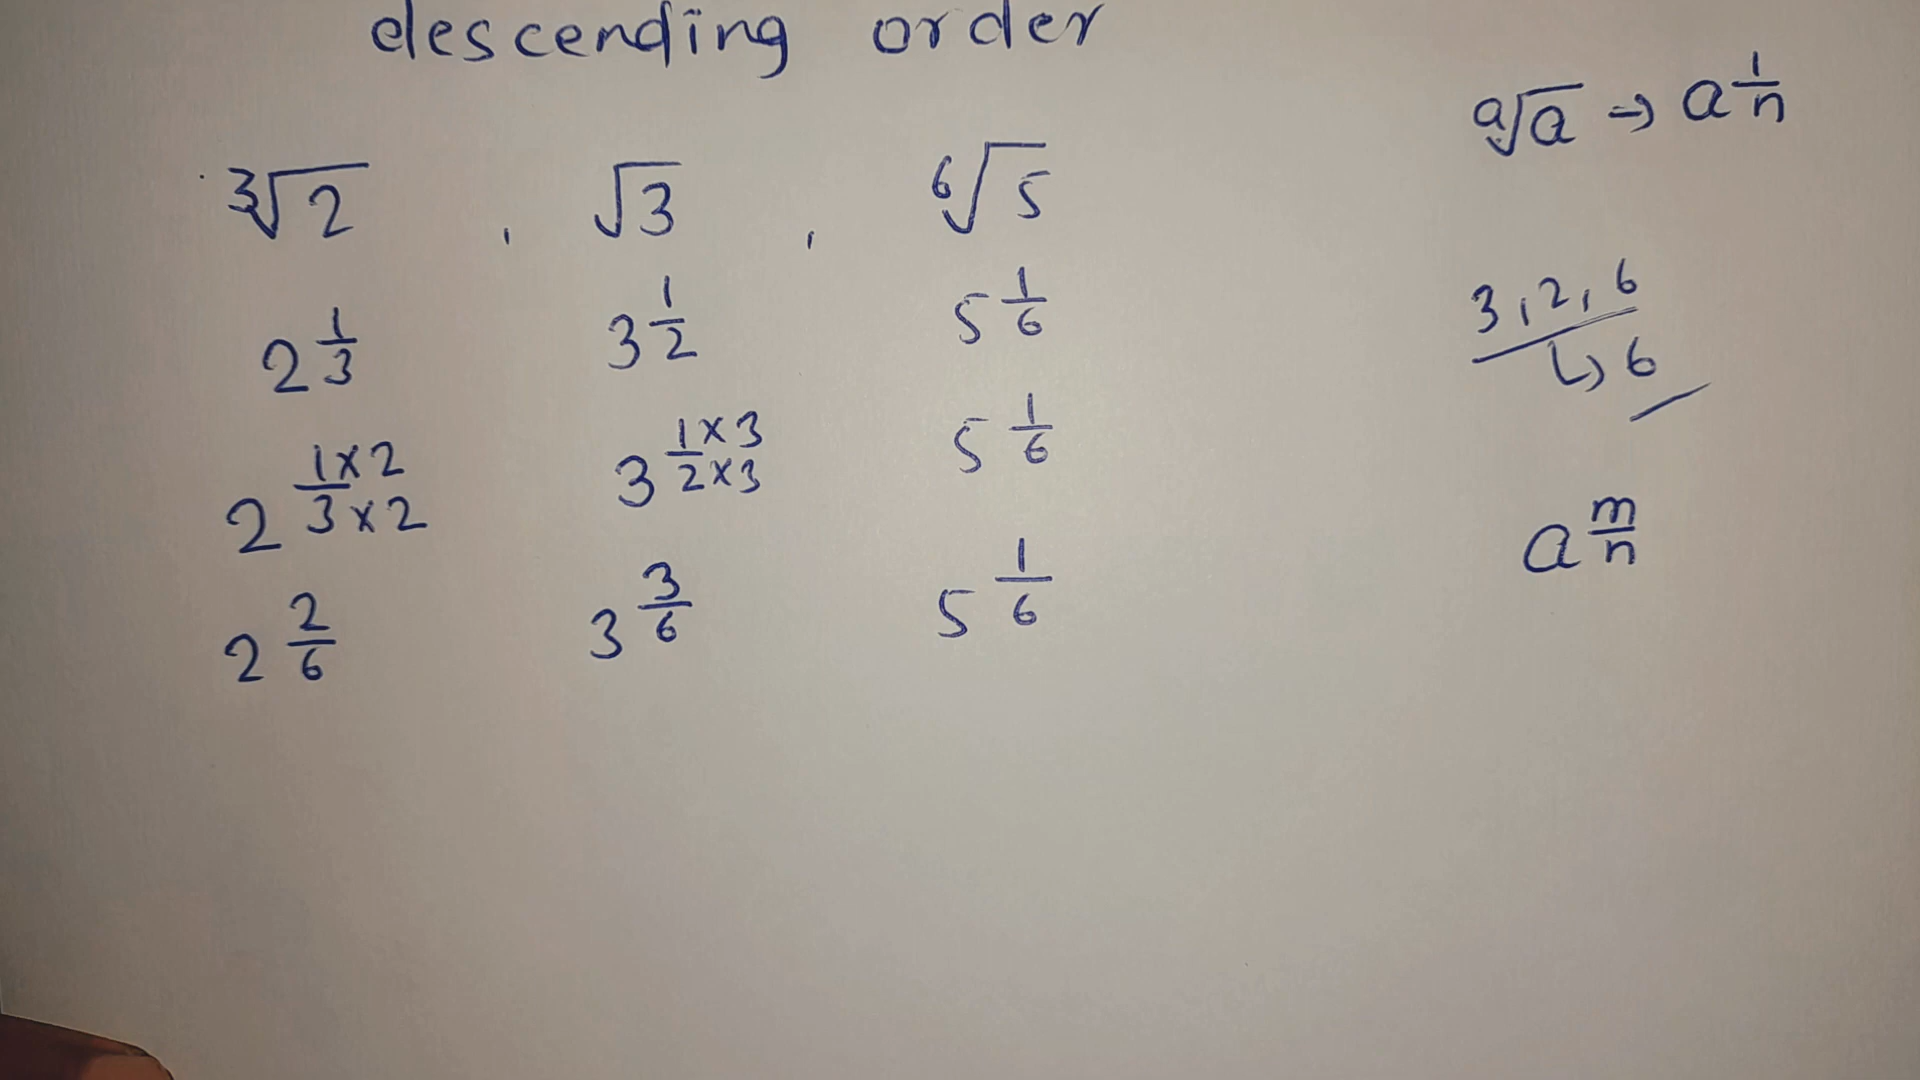 descending order
∛2 , √3 , ⁶√5
2^(1/3) 3^(1/2) 5^(1/6)
2^(1×2/3×2) 3^(1×3/2×3) 5^(1/6)
2^(2/6) 3^(3/6) 5^(1/6)
ᵃ√a → a^(1/n)
3,2,6
↳ 6
a^(m/n)